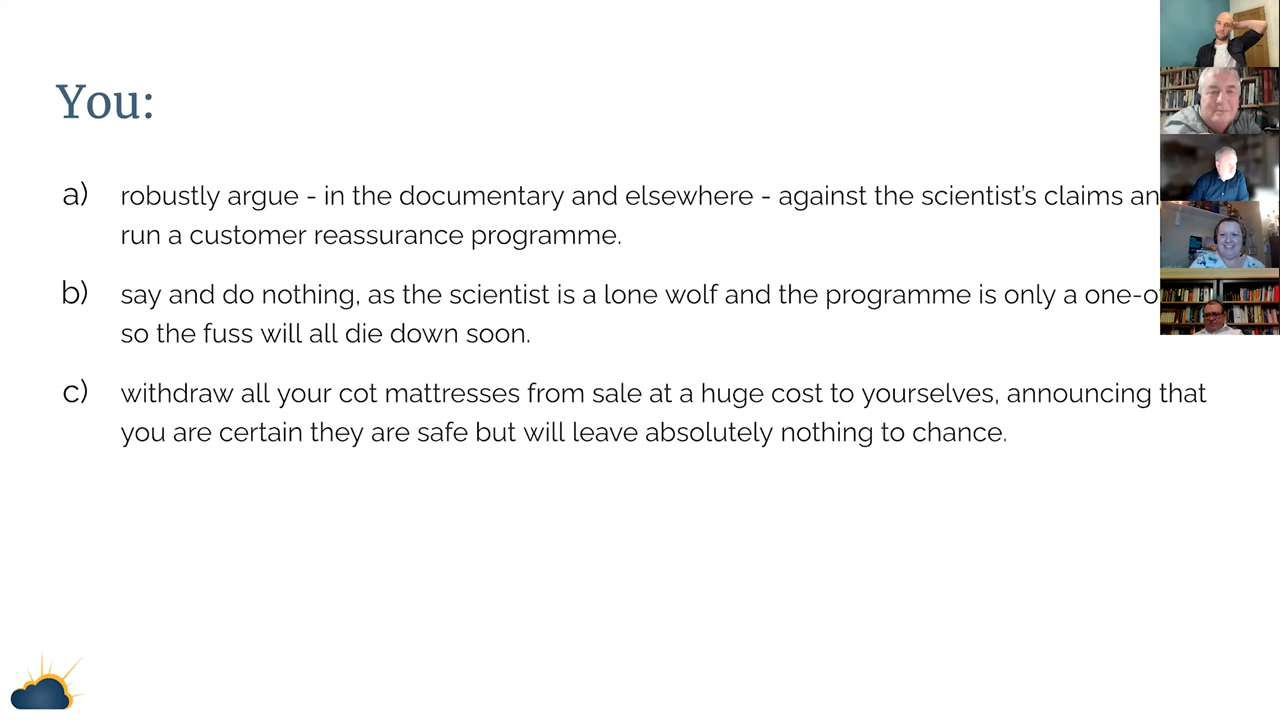 You:
a) robustly argue - in the documentary and elsewhere - against the scientist's claims an
run a customer reassurance programme.
b) say and do nothing, as the scientist is a lone wolf and the programme is only a one-o
so the fuss will all die down soon.
c) withdraw all your cot mattresses from sale at a huge cost to yourselves, announcing that
you are certain they are safe but will leave absolutely nothing to chance.